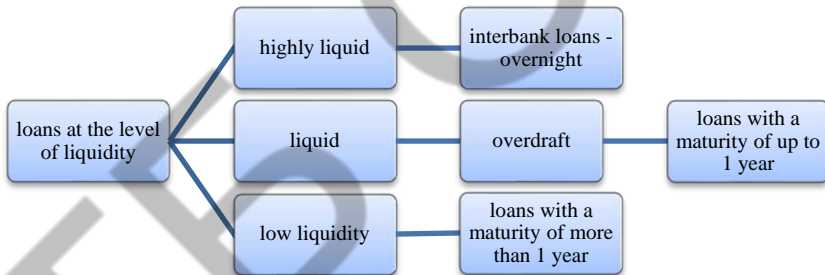 highly liquid
interbank loans -
overnight
loans at the level
of liquidity
liquid
overdraft
loans with a
maturity of up to
1 year
low liquidity
loans with a
maturity of more
than 1 year